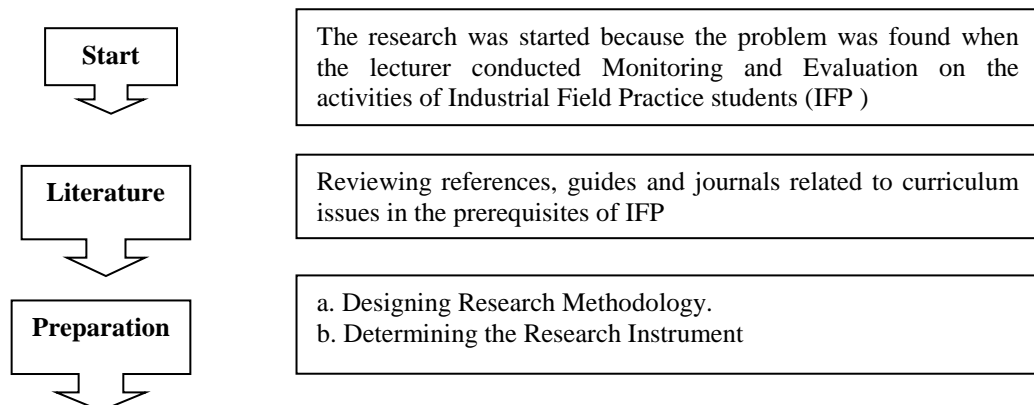 Start
The research was started because the problem was found when
the lecturer conducted Monitoring and Evaluation on the
activities of Industrial Field Practice students (IFP )
Literature
Reviewing references, guides and journals related to curriculum
issues in the prerequisites of IFP
Preparation
a. Designing Research Methodology.
b. Determining the Research Instrument